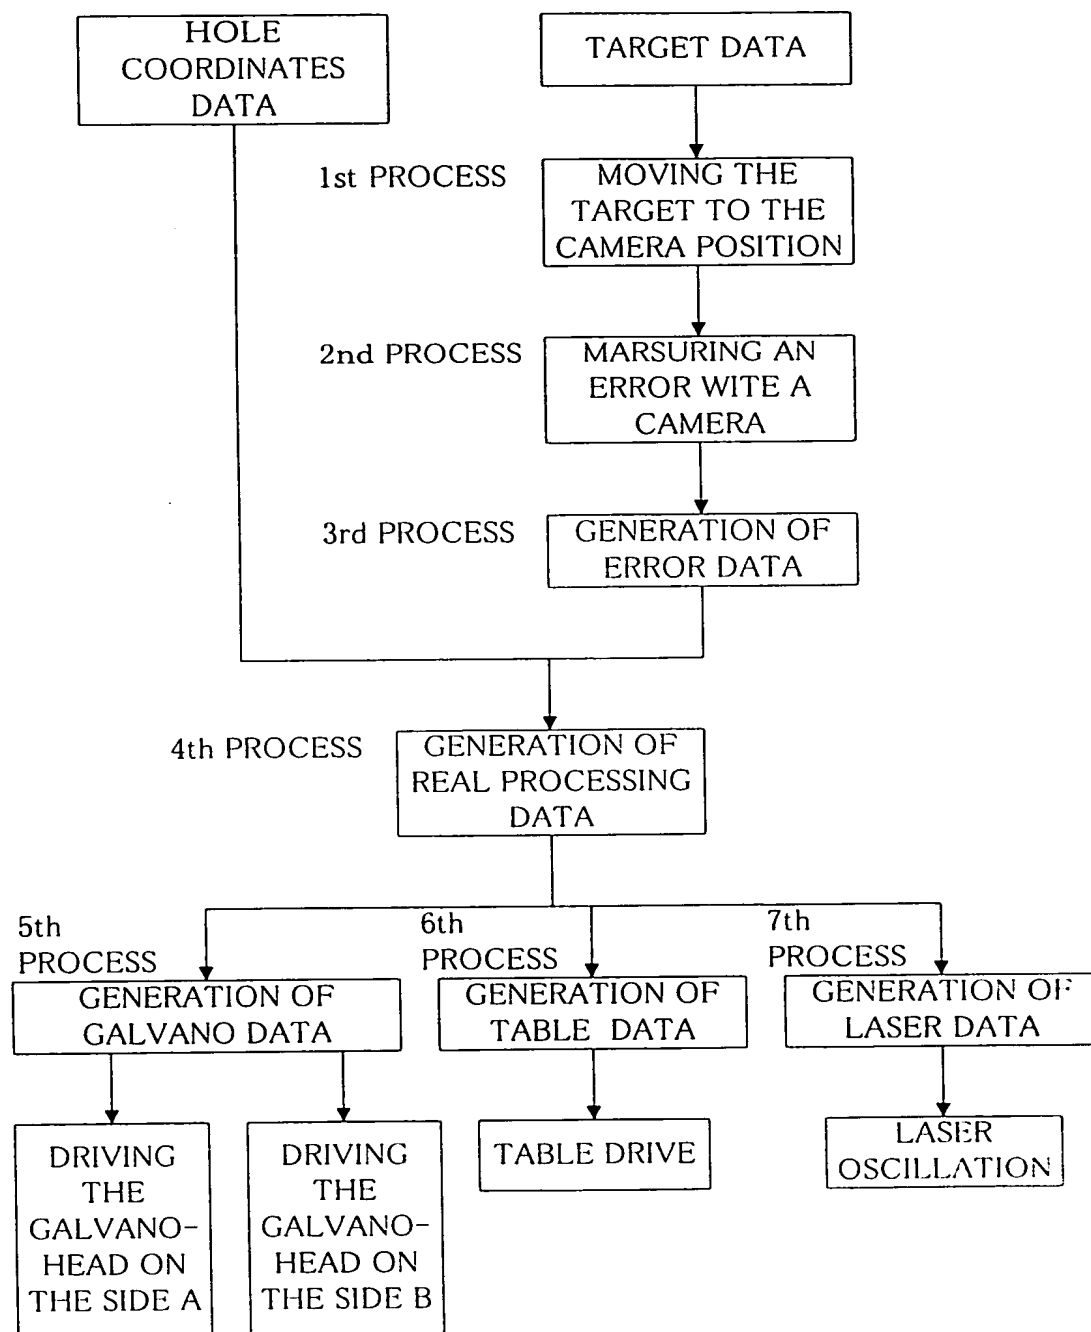 HOLE
COORDINATES
DATA
TARGET DATA
1st PROCESS
MOVING THE
TARGET TO THE
CAMERA POSITION
2nd PROCESS
MARSURING AN
ERROR WITE A
CAMERA
3rd PROCESS
GENERATION OF
ERROR DATA
4th PROCESS
GENERATION OF
REAL PROCESSING
DATA
5th
PROCESS
GENERATION OF
GALVANO DATA
6th
PROCESS
GENERATION OF
TABLE DATA
7th
PROCESS
GENERATION OF
LASER DATA
DRIVING
THE
GALVANO-
HEAD ON
THE SIDE A
DRIVING
THE
GALVANO-
HEAD ON
THE SIDE B
TABLE DRIVE
LASER
OSCILLATION